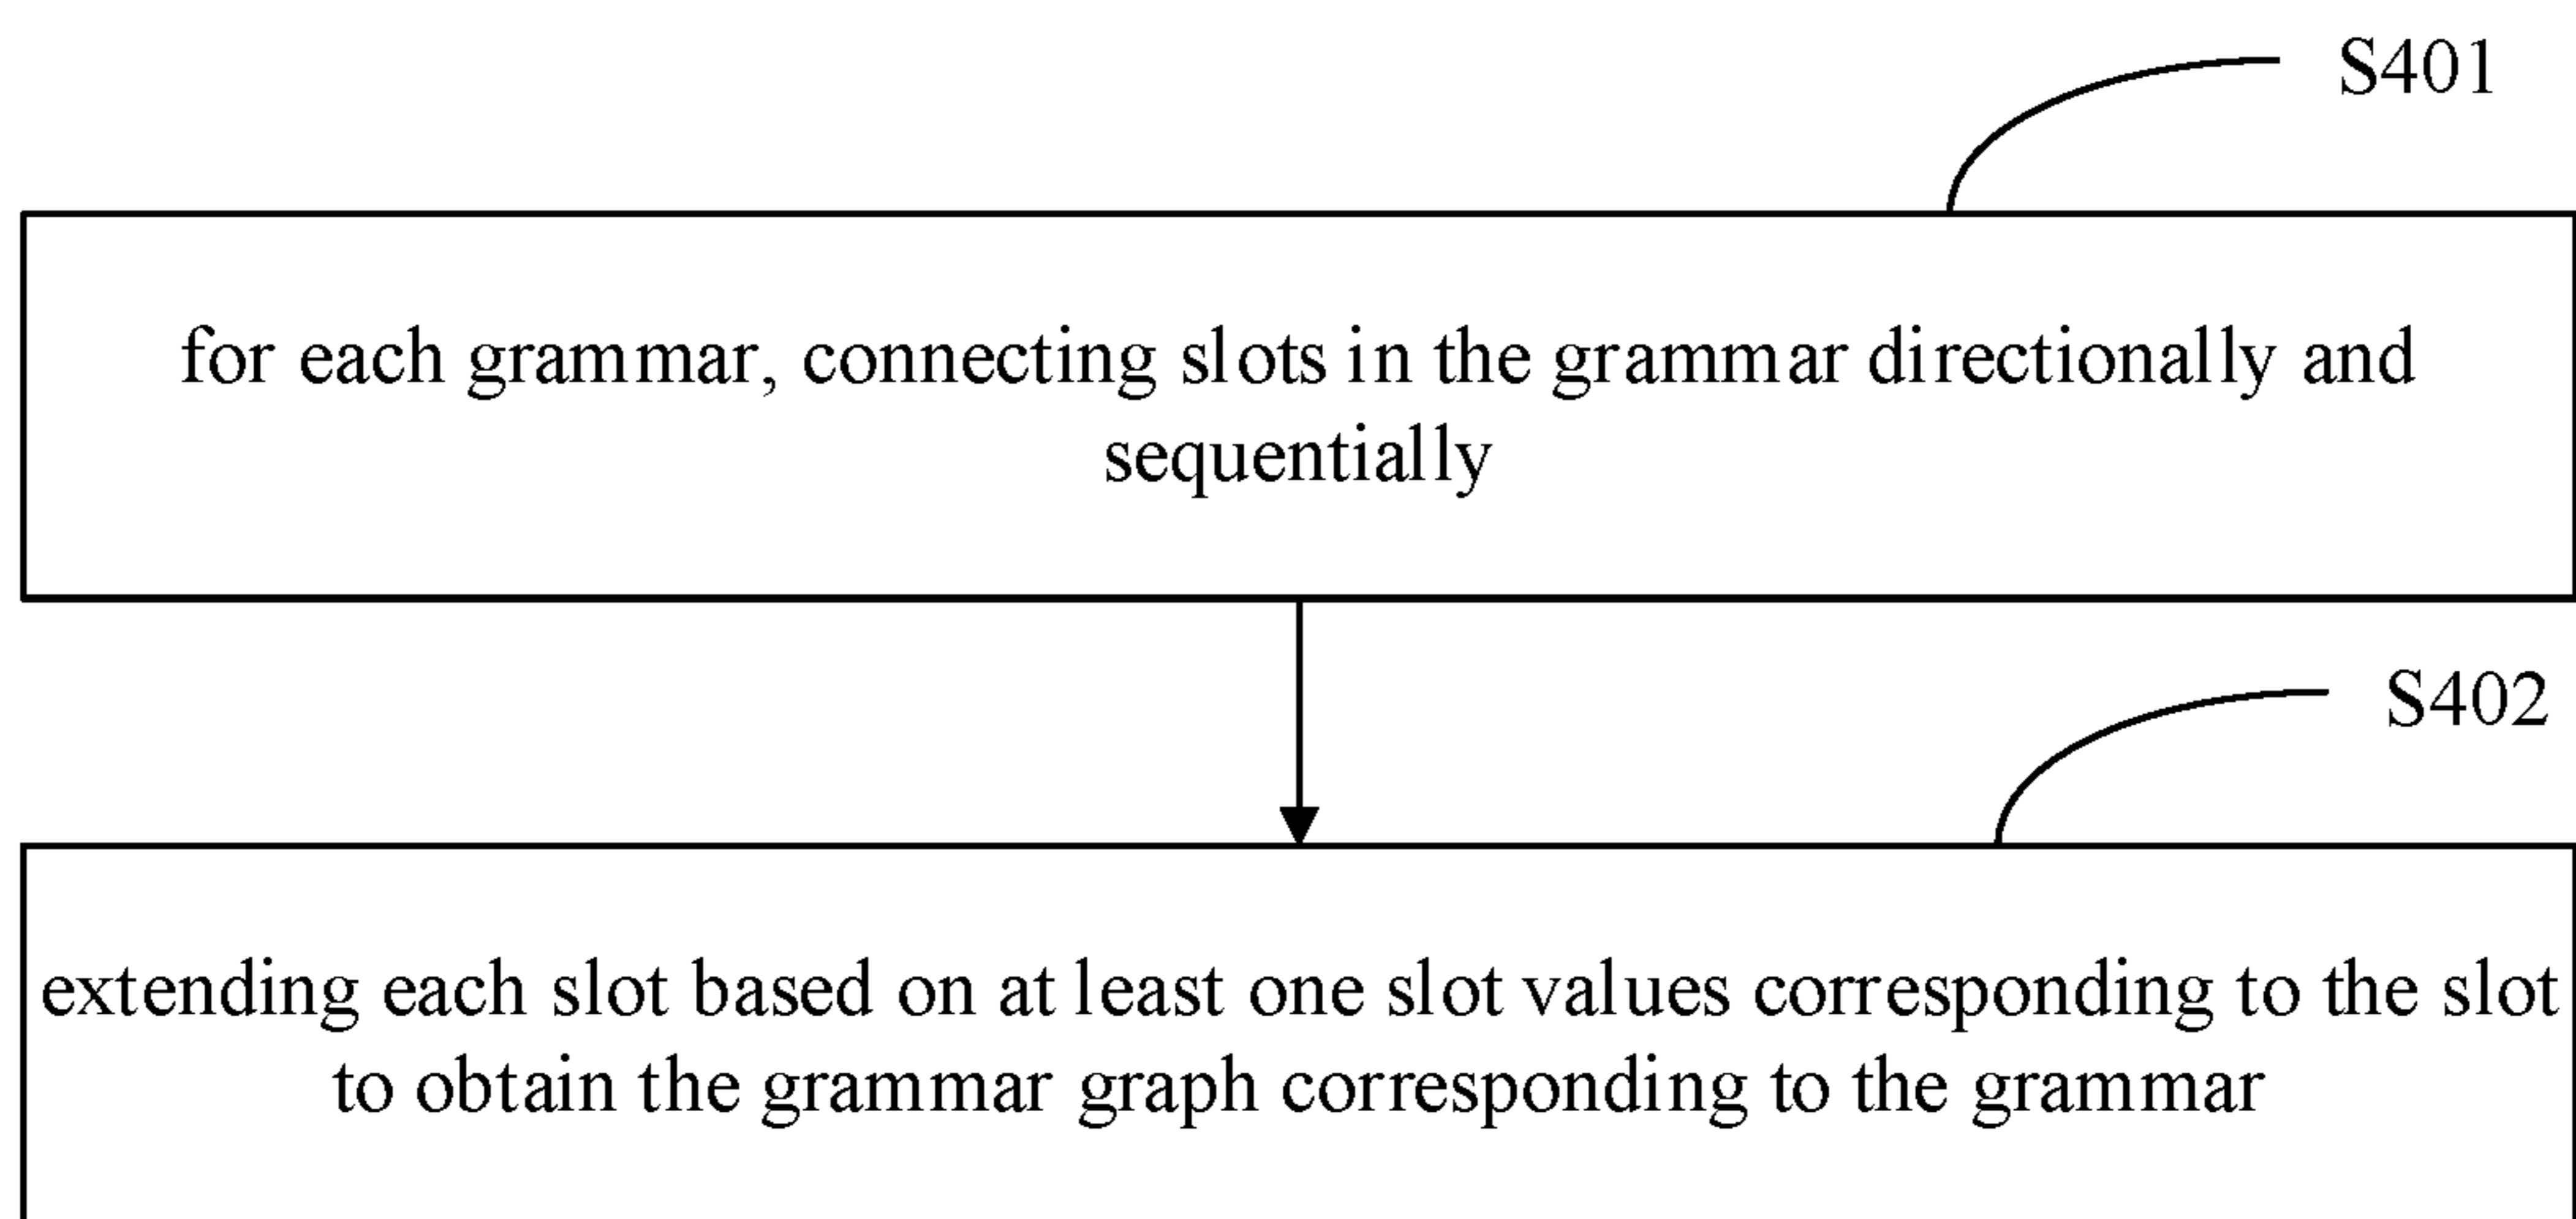 S401
for each grammar, connecting slots in the grammar directionally and
sequentially
S402
extending each slot based on at least one slot values corresponding to the slot
to obtain the grammar graph corresponding to the grammar